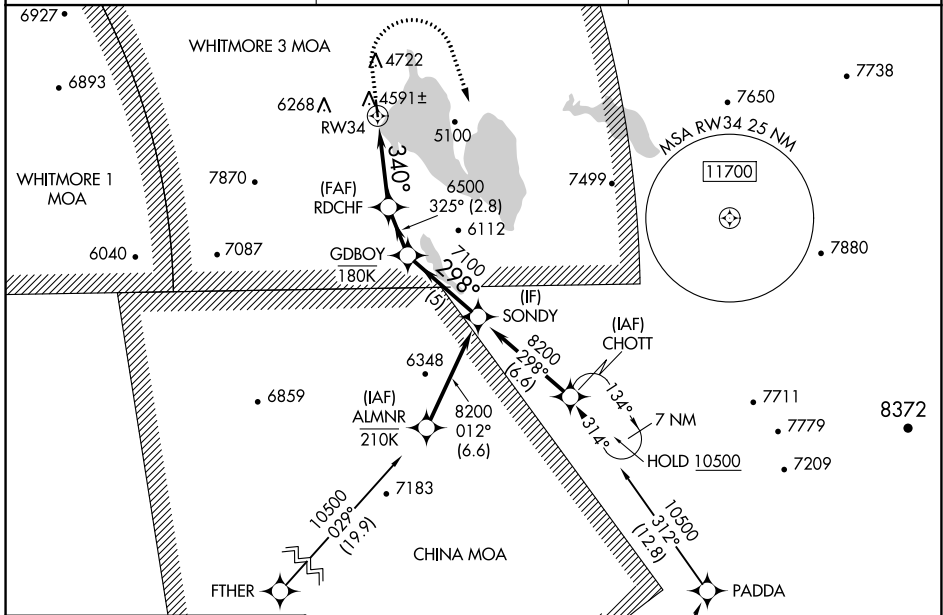 6927
WHITMORE 3 MOA
4722
7738
6893
6268
4591±
7650
RW34
5100
MSA RW34 25 NM
340°
11700
WHITMORE 1
MOA
7870
(FAF)
RDCHF
6500
325° (2.8)
7499
6112
6040
7087
GDBOY
180K
7100
298°
(5)
7880
(IF)
SONDY
8200
298°
(6.6)
(IAF)
CHOTT
6348
6859
(IAF)
ALMNR
210K
8200
012°
(6.6)
134°
314°
7 NM
HOLD 10500
7711
7779
7209
8372
7183
10500
029°
(19.9)
10500
312°
(12.8)
CHINA MOA
FTHER
PADDA